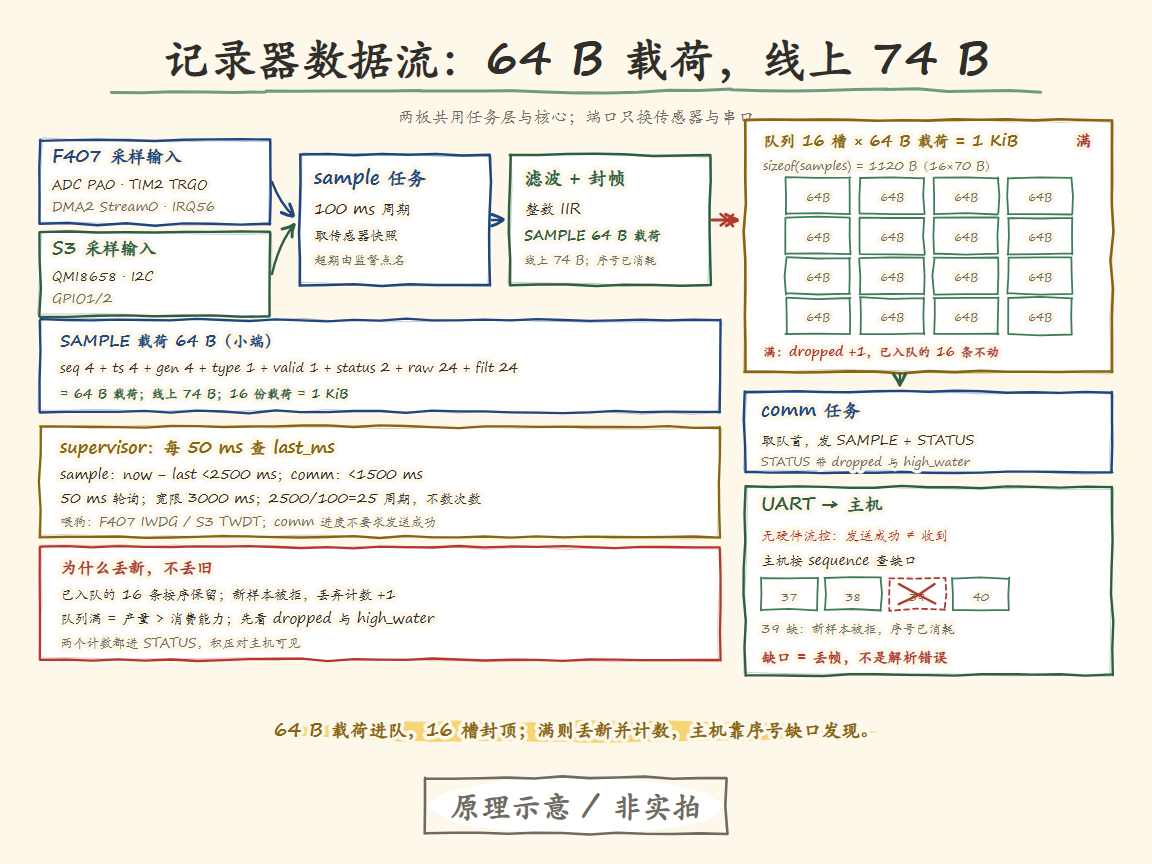 记录器数据流：64 B 载荷，线上 74 B
两板共用任务层与核心；端口只换传感器与串口
F407 采样输入
ADC PA0 · TIM2 TRGO
DMA2 Stream0 · IRQ56
S3 采样输入
QMI8658 · I2C
GPIO1/2
sample 任务
100 ms 周期
取传感器快照
超期由监管点名
滤波 + 封帧
整数 IIR
SAMPLE 64 B 载荷
线上 74 B；序号已消耗
队列 16 槽 × 64 B 载荷 = 1 KiB 满
sizeof(samples) = 1120 B（16×70 B）
64B 64B 64B 64B
64B 64B 64B 64B
64B 64B 64B 64B
64B 64B 64B 64B
满：dropped +1，已入队的 16 条不动
SAMPLE 载荷 64 B（小端）
seq 4 + ts 4 + gen 4 + type 1 + valid 1 + status 2 + raw 24 + filt 24
= 64 B 载荷；线上 74 B；16 份载荷 = 1 KiB
supervisor：每 50 ms 查 last_ms
sample：now − last <2500 ms；comm：<1500 ms
50 ms 轮询；宽限 3000 ms；2500/100=25 周期，不数次数
喂狗：F407 IWDG / S3 TWDT；comm 进度不要求发送成功
为什么丢新，不丢旧
已入队的 16 条按序保留；新样本被拒，丢弃计数 +1
队列满 = 产量 > 消费能力；先看 dropped 与 high_water
两个计数都进 STATUS，积压对主机可见
comm 任务
取队首，发 SAMPLE + STATUS
STATUS 带 dropped 与 high_water
UART → 主机
无硬件流控：发送成功 ≠ 收到
主机按 sequence 查缺口
37 38 39 40
39 缺：新样本被拒，序号已消耗
缺口 = 丢帧，不是解析错误
64 B 载荷进队，16 槽封顶；满则丢新并计数，主机靠序号缺口发现。
原理示意 / 非实拍